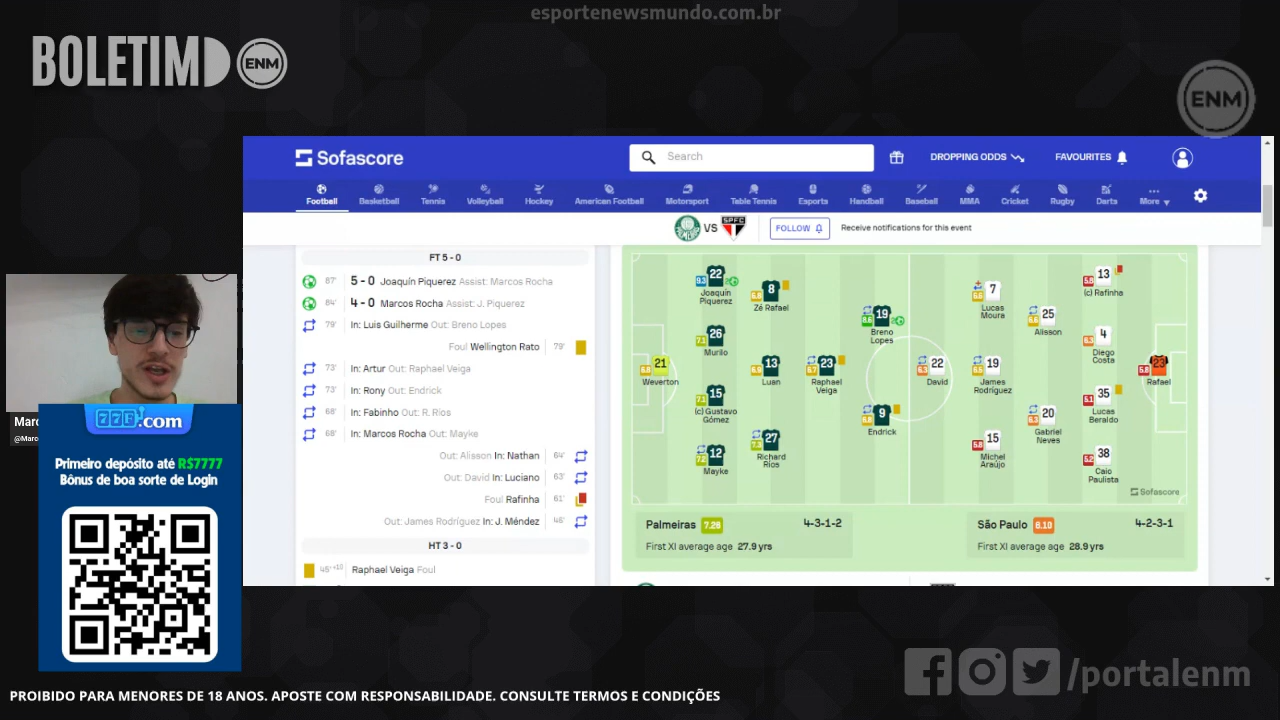 esportenewsmundo.com.br
BOLETIM D ENM
ENM
Sofascore
Search
DROPPING ODDS
FAVOURITES
Football
Basketball
Tennis
Volleyball
Hockey
American Football
Motorsport
Table Tennis
Esports
Handball
Baseball
MMA
Cricket
Rugby
Darts
More
VS
SPFC
FOLLOW
Receive notifications for this event
FT 5 - 0
87' 5 - 0 Joaquín Piquerez Assist: Marcos Rocha
84' 4 - 0 Marcos Rocha Assist: J. Piquerez
79' In: Luis Guilherme Out: Breno Lopes
Foul Wellington Rato 79'
73' In: Artur Out: Raphael Veiga
73' In: Rony Out: Endrick
68' In: Fabinho Out: R. Ríos
68' In: Marcos Rocha Out: Mayke
Out: Alisson In: Nathan 64'
Out: David In: Luciano 63'
Foul Rafinha 61'
Out: James Rodríguez In: J. Méndez 46'
HT 3 - 0
45'+10 Raphael Veiga Foul
22
Joaquín
Piquerez
8
Zé Rafael
26
Murilo
21
Weverton
13
Luan
23
Raphael
Veiga
15
(c) Gustavo
Gómez
12
Mayke
27
Richard
Ríos
19
Breno
Lopes
9
Endrick
22
David
7
Lucas
Moura
25
Alisson
13
(c) Rafinha
4
Diego
Costa
19
James
Rodríguez
23
Rafael
35
Lucas
Beraldo
20
Gabriel
Neves
15
Michel
Araújo
38
Caio
Paulista
Sofascore
Palmeiras 7.28 4-3-1-2
First XI average age 27.9 yrs
São Paulo 6.10 4-2-3-1
First XI average age 28.9 yrs
Marc
@Marc
77F.com
Primeiro depósito até R$7777
Bônus de boa sorte de Login
/portalenm
PROIBIDO PARA MENORES DE 18 ANOS. APOSTE COM RESPONSABILIDADE. CONSULTE TERMOS E CONDIÇÕES